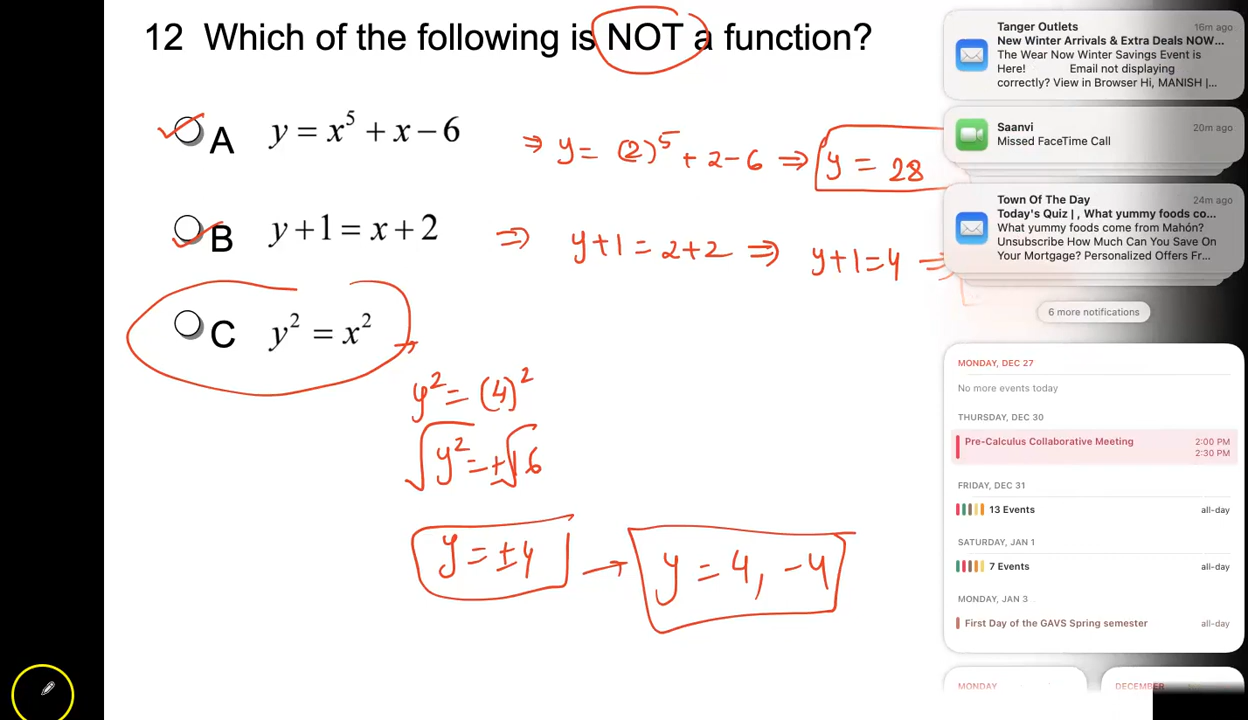 12 Which of the following is NOT a function?
A y = x⁵ + x − 6
⇒ y = (2)⁵ + 2 − 6 ⇒ y = 28
B y + 1 = x + 2
⇒ y+1 = 2+2 ⇒ y+1=4 ⇒
C y² = x²
→
y² = (4)²
√y² = ±√16
y = ±4 → y = 4, −4
Tanger Outlets 16m ago
New Winter Arrivals & Extra Deals NOW...
The Wear Now Winter Savings Event is
Here! Email not displaying
correctly? View in Browser Hi, MANISH |...
Saanvi 20m ago
Missed FaceTime Call
Town Of The Day 24m ago
Today's Quiz | , What yummy foods co...
What yummy foods come from Mahón?
Unsubscribe How Much Can You Save On
Your Mortgage? Personalized Offers Fr...
6 more notifications
MONDAY, DEC 27
No more events today
THURSDAY, DEC 30
Pre-Calculus Collaborative Meeting 2:00 PM
2:30 PM
FRIDAY, DEC 31
13 Events all-day
SATURDAY, JAN 1
7 Events all-day
MONDAY, JAN 3
First Day of the GAVS Spring semester all-day
MONDAY DECEMBER